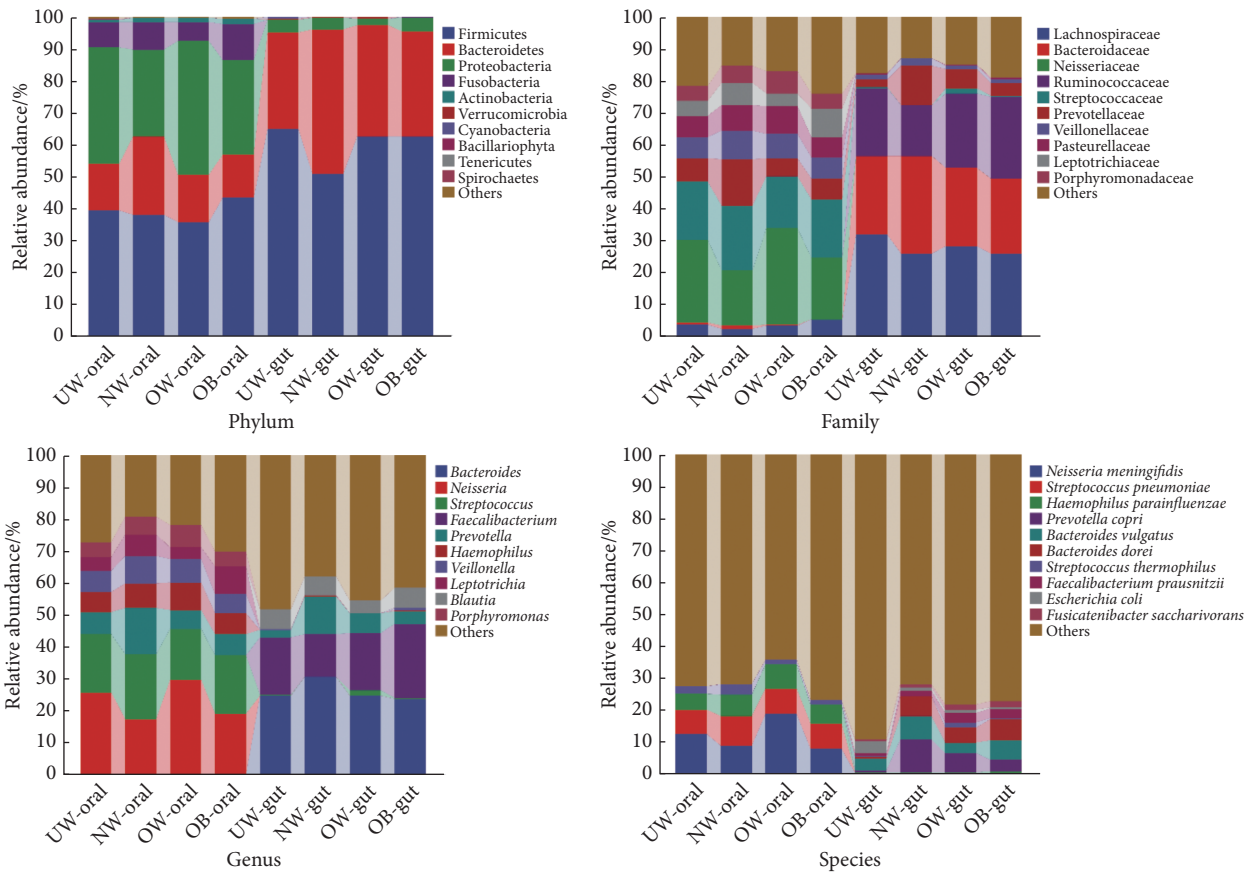 100
90
80
70
60
50
40
30
20
10
0
Relative abundance/%
UW-oral
NW-oral
OW-oral
OB-oral
UW-gut
NW-gut
OW-gut
OB-gut
Phylum
Firmicutes
Bacteroidetes
Proteobacteria
Fusobacteria
Actinobacteria
Verrucomicrobia
Cyanobacteria
Bacillariophyta
Tenericutes
Spirochaetes
Others
100
90
80
70
60
50
40
30
20
10
0
Relative abundance/%
UW-oral
NW-oral
OW-oral
OB-oral
UW-gut
NW-gut
OW-gut
OB-gut
Family
Lachnospiraceae
Bacteroidaceae
Neisseriaceae
Ruminococcaceae
Streptococcaceae
Prevotellaceae
Veillonellaceae
Pasteurellaceae
Leptotrichiaceae
Porphyromonadaceae
Others
100
90
80
70
60
50
40
30
20
10
0
Relative abundance/%
UW-oral
NW-oral
OW-oral
OB-oral
UW-gut
NW-gut
OW-gut
OB-gut
Genus
Bacteroides
Neisseria
Streptococcus
Faecalibacterium
Prevotella
Haemophilus
Veillonella
Leptotrichia
Blautia
Porphyromonas
Others
100
90
80
70
60
50
40
30
20
10
0
Relative abundance/%
UW-oral
NW-oral
OW-oral
OB-oral
UW-gut
NW-gut
OW-gut
OB-gut
Species
Neisseria meningifidis
Streptococcus pneumoniae
Haemophilus parainfluenzae
Prevotella copri
Bacteroides vulgatus
Bacteroides dorei
Streptococcus thermophilus
Faecalibacterium prausnitzii
Escherichia coli
Fusicatenibacter saccharivorans
Others